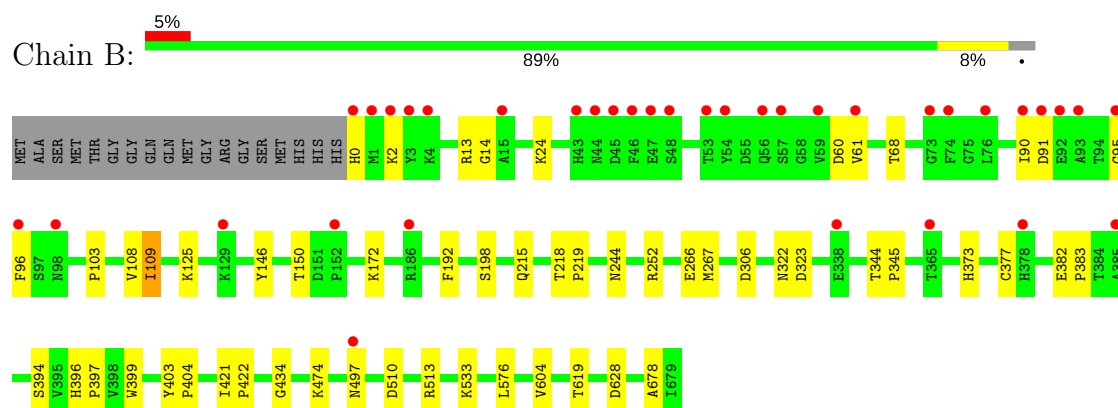 5%
Chain B:
89% 8% •
MET ALA SER MET THR GLY GLY GLN GLN MET GLY ARG GLY SER MET HIS HIS HIS H0 M1 K2 Y3 K4 R13 G14 A15 K24 H43 N44 D45 F46 E47 S48 T53 Y54 D55 Q56 S57 G58 V59 D60 V61 T68 G73 F74 G75 L76 I90 D91 E92 A93 T94 C95
F96 S97 N98 P103 V108 I109 K125 K129 Y146 T150 D151 P152 K172 R186 F192 S198 Q215 T218 P219 N244 R252 E266 M267 D306 N322 D323 E338 T344 P345 T365 H373 C377 H378 E382 P383 T384 A385
S394 V395 H396 P397 V398 W399 Y403 P404 I421 P422 G434 K474 N497 D510 R513 K533 L576 V604 T619 D628 A678 I679